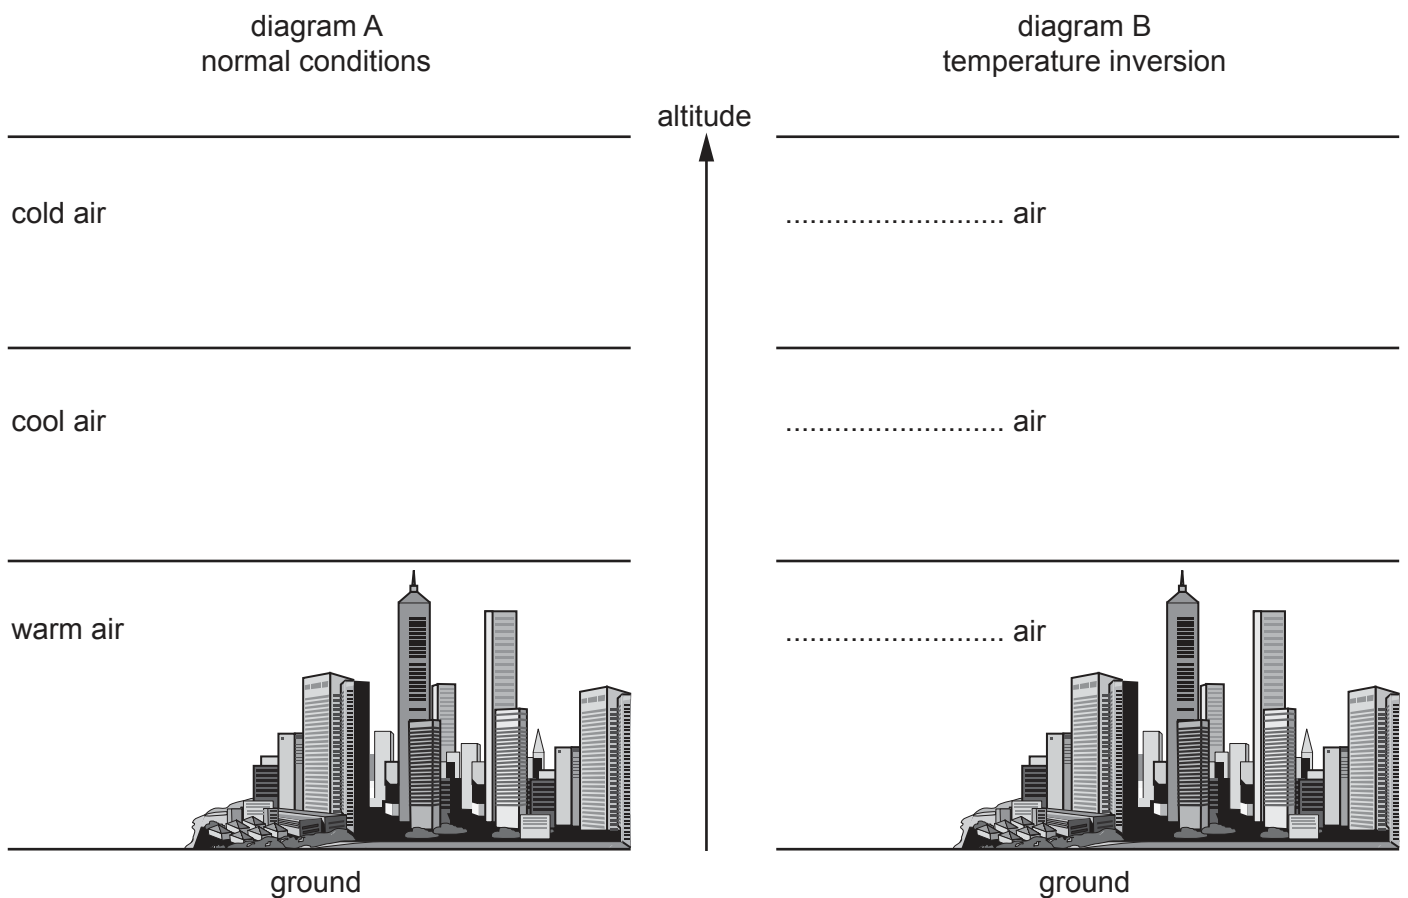 diagram A
normal conditions
diagram B
temperature inversion
altitude
cold air
.......................... air
cool air
.......................... air
warm air
.......................... air
ground
ground